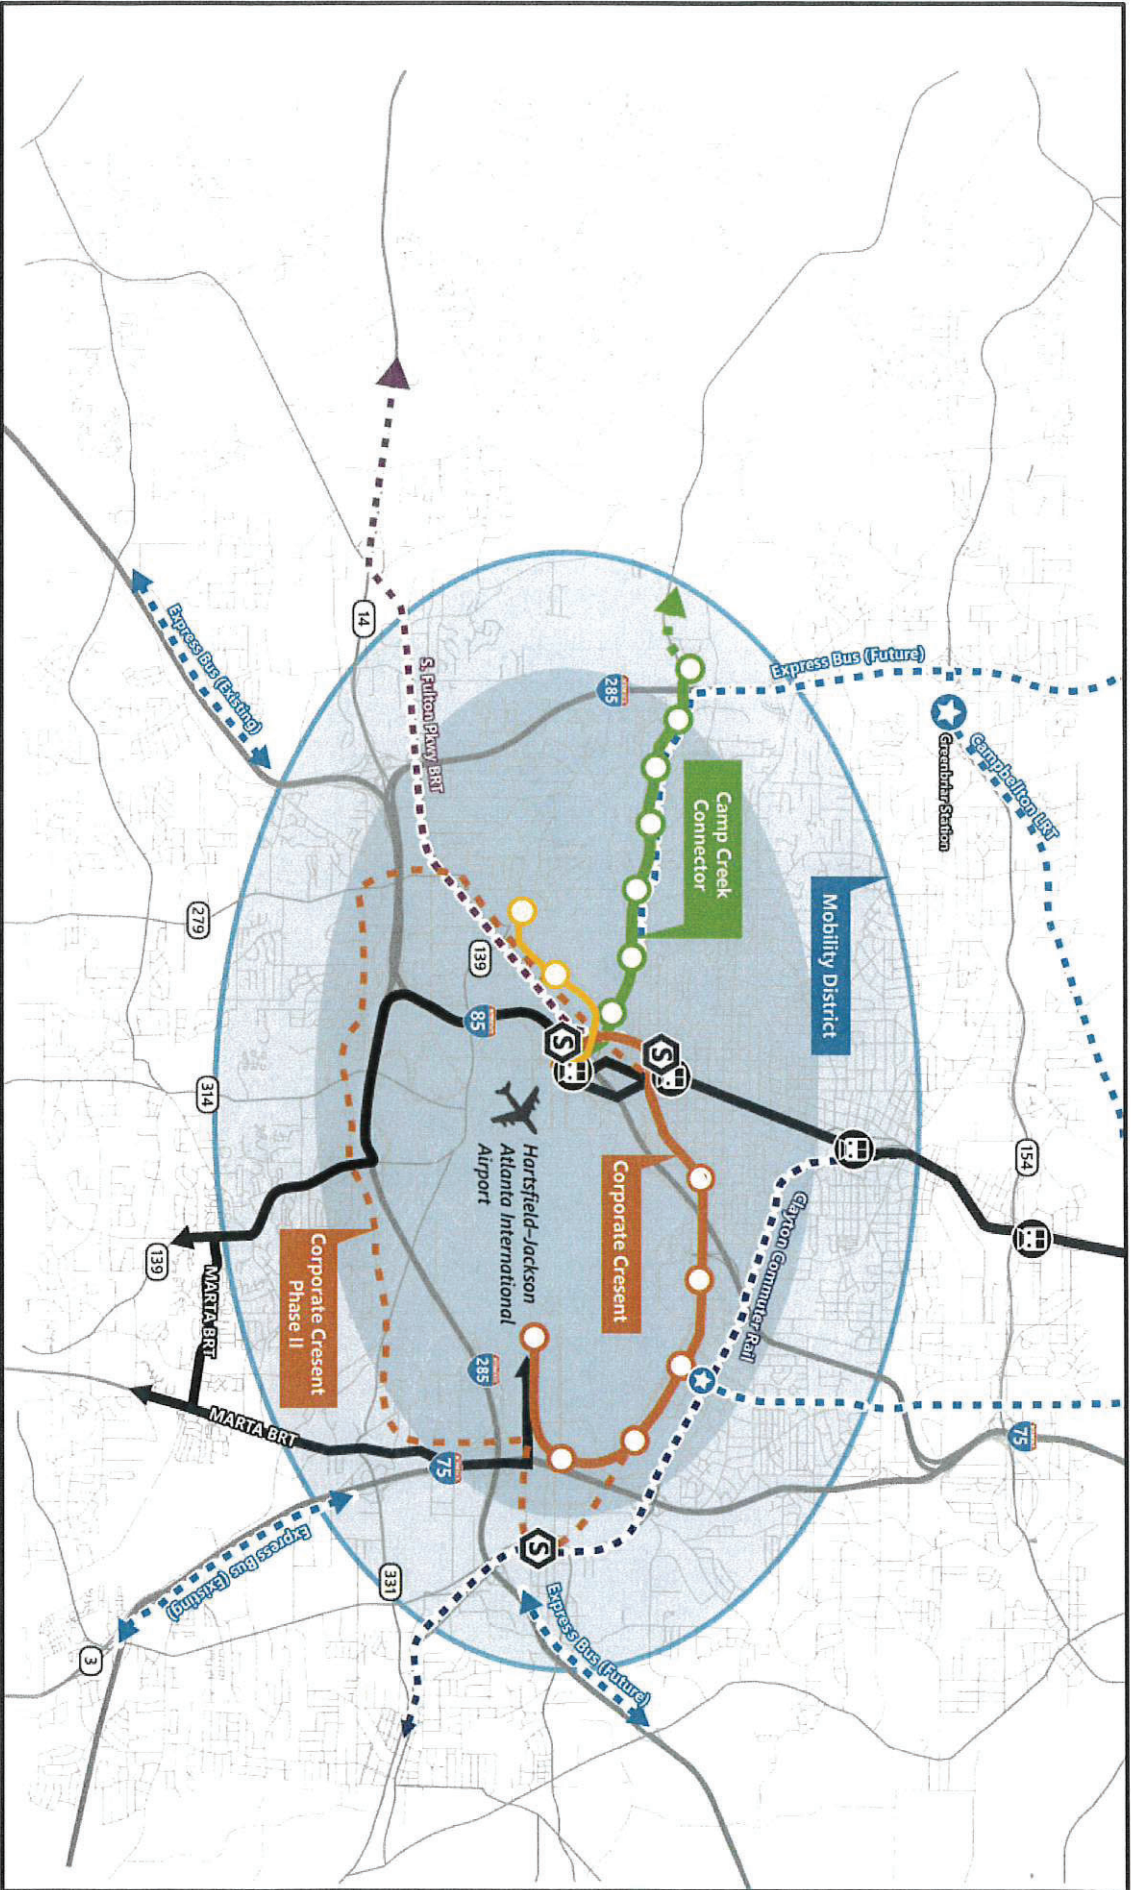 154
75
Campbellton LRT
Greenbriar Station
Express Bus (Future)
Mobility District
Clayton Commuter Rail
Camp Creek
Connector
S
Corporate Cresent
285
Express Bus (Future)
S
S
Hartsfield–Jackson
Atlanta International
Airport
139
85
285
75
S. Fulton Pkwy BRT
14
331
Corporate Cresent
Phase II
Express Bus (Existing)
279
314
MARTA BRT
MARTA BRT
139
Express Bus (Existing)
3